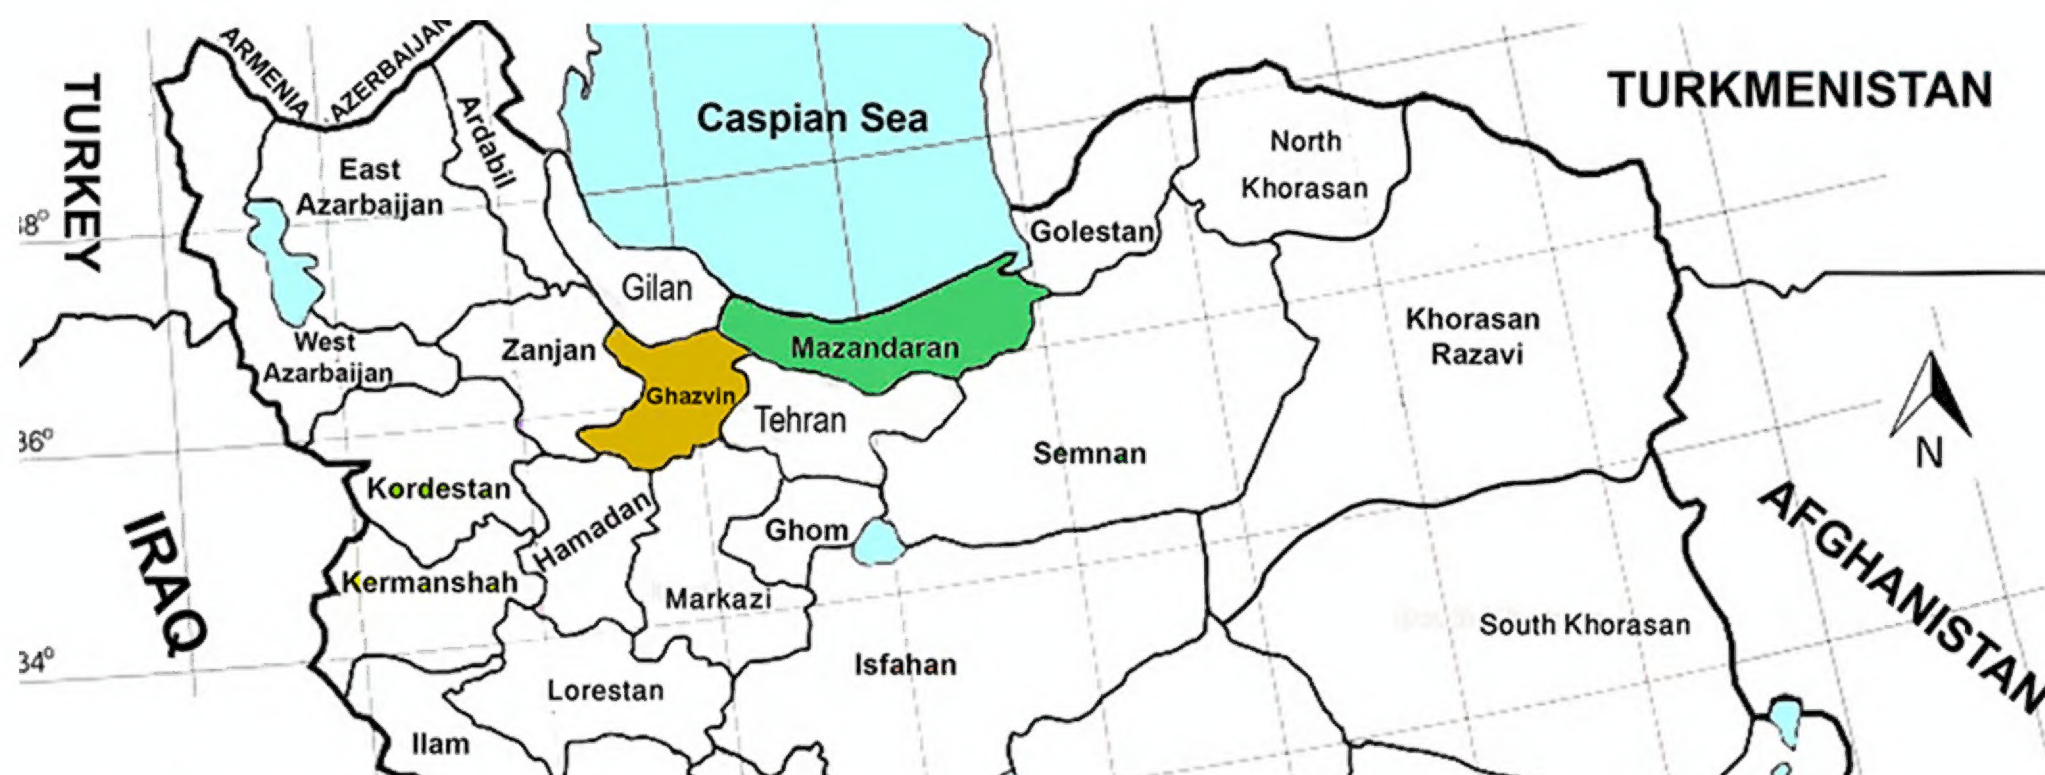 ARMENIA
AZERBAIJAN
TURKEY
Ardabil
Caspian Sea
TURKMENISTAN
North
Khorasan
East
Azarbaijan
Golestan
38°
Gilan
Khorasan
Razavi
West
Azarbaijan
Zanjan
Mazandaran
Ghazvin
Tehran
36°
Semnan
N
Kordestan
Hamadan
Ghom
IRAQ
AFGHANISTAN
Kermanshah
Markazi
South Khorasan
34°
Isfahan
Lorestan
Ilam